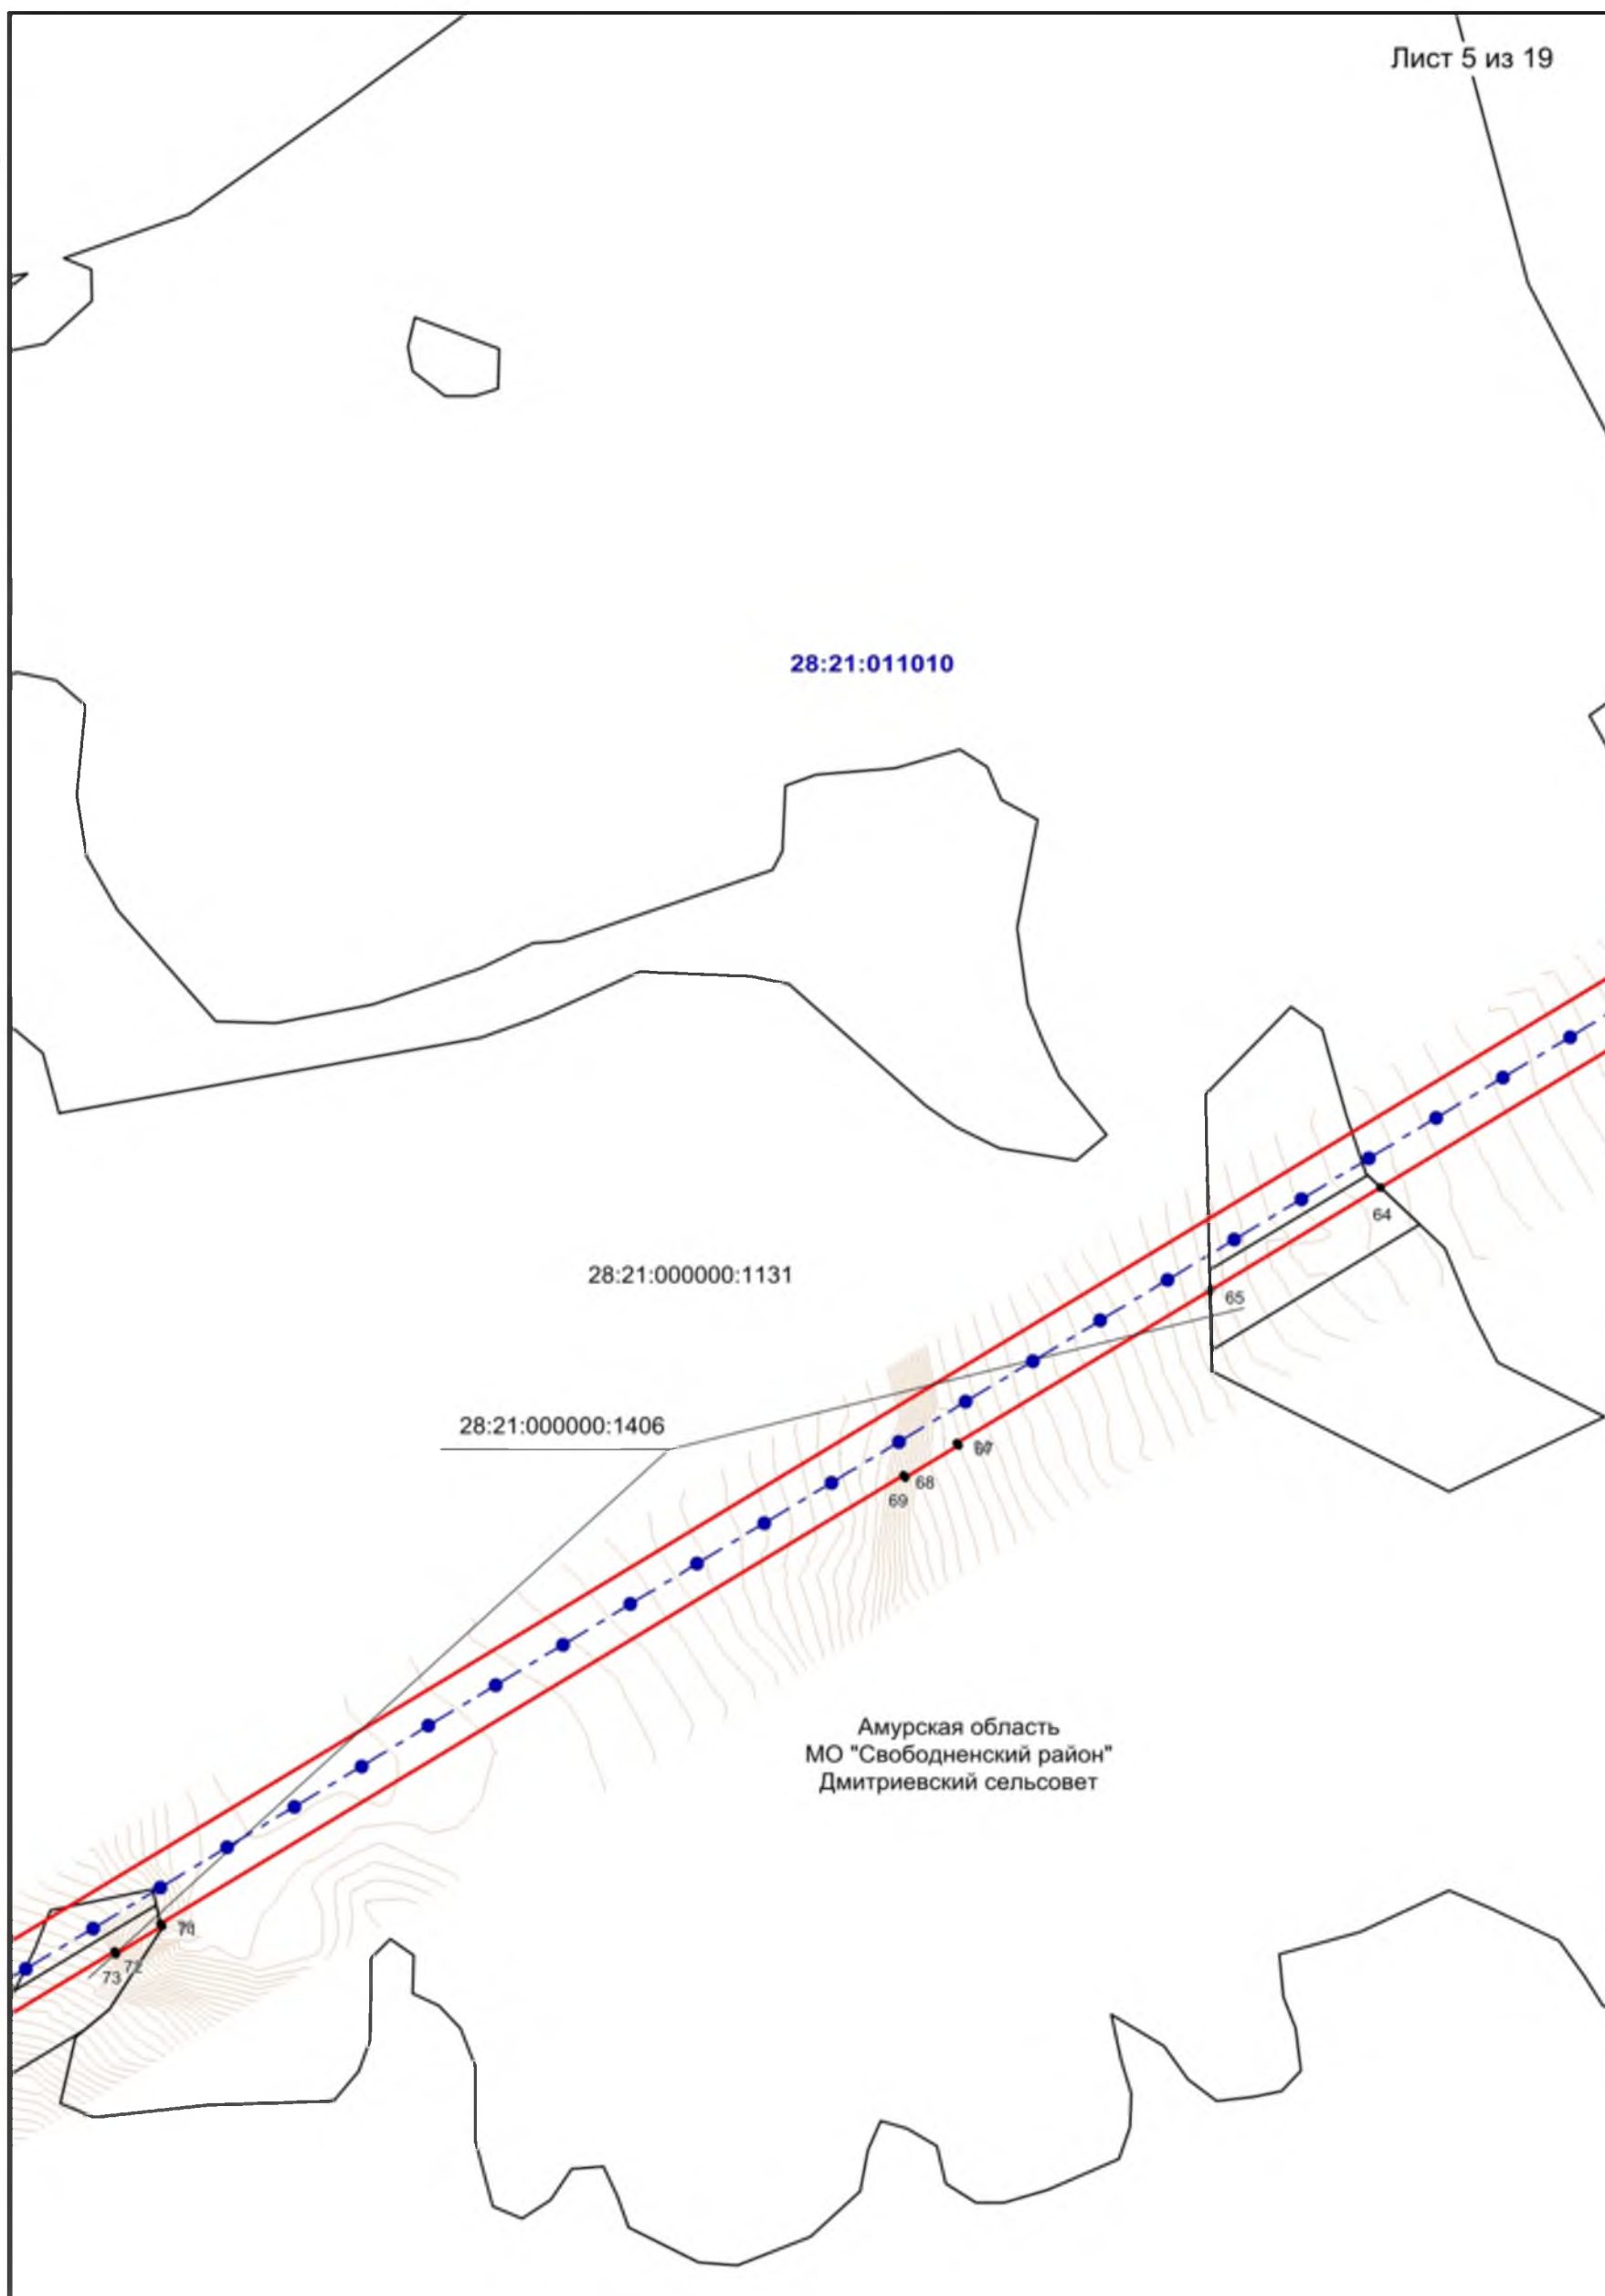 Лист 5 из 19
28:21:011010
64
28:21:000000:1131
65
28:21:000000:1406
68
69
Амурская область
МО "Свободненский район"
Дмитриевский сельсовет
72
73